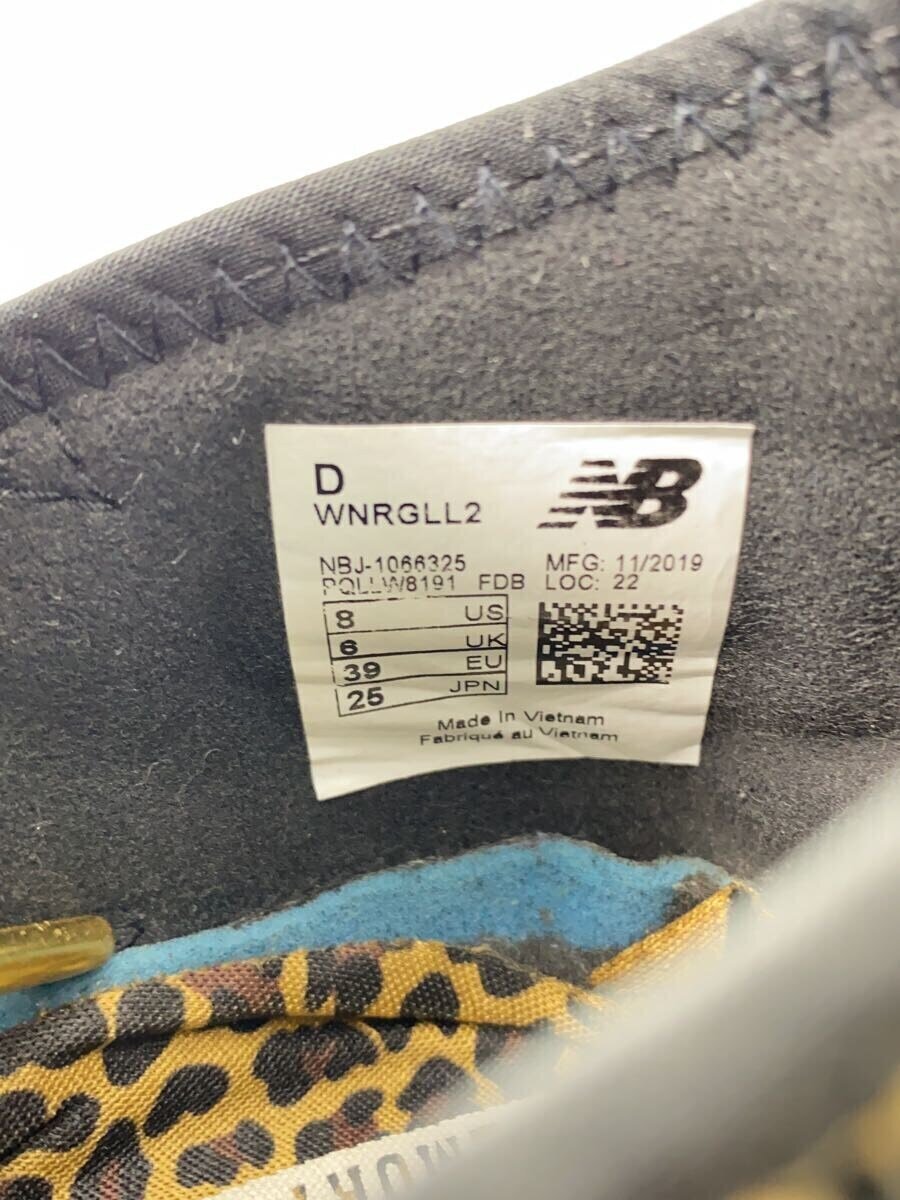 D
WNRGLL2
NB
NBJ-1066325
MFG: 11/2019
PQLLW8191 FDB
LOC: 22
8 US
6 UK
39 EU
25 JPN
Made In Vietnam
Fabriqué au Vietnam